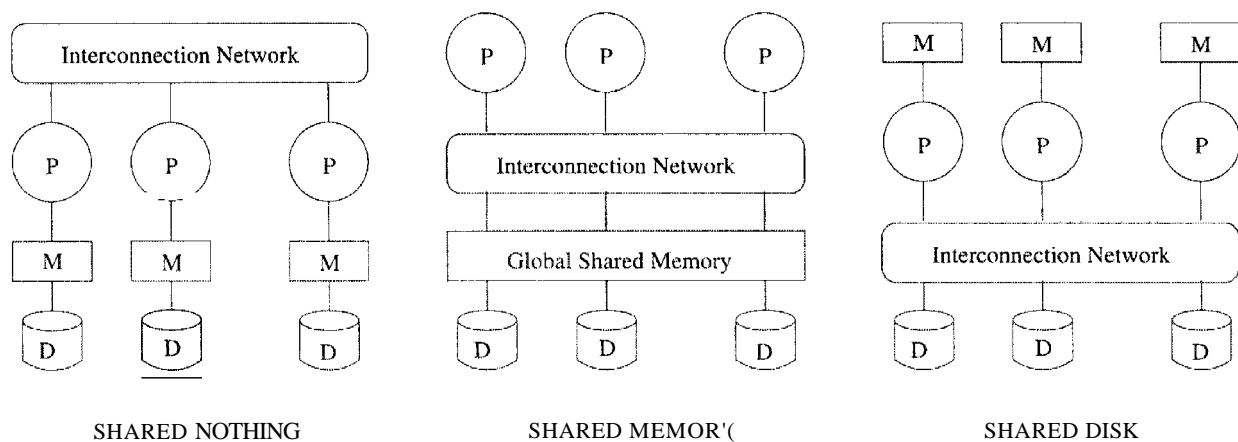 Interconnection Network
P
P
P
M
M
M
D
D
D
SHARED NOTHING
P
P
P
Interconnection Network
Global Shared Memory
D
D
D
SHARED MEMOR'(
M
M
M
P
P
P
Interconnection Network
D
D
D
SHARED DISK